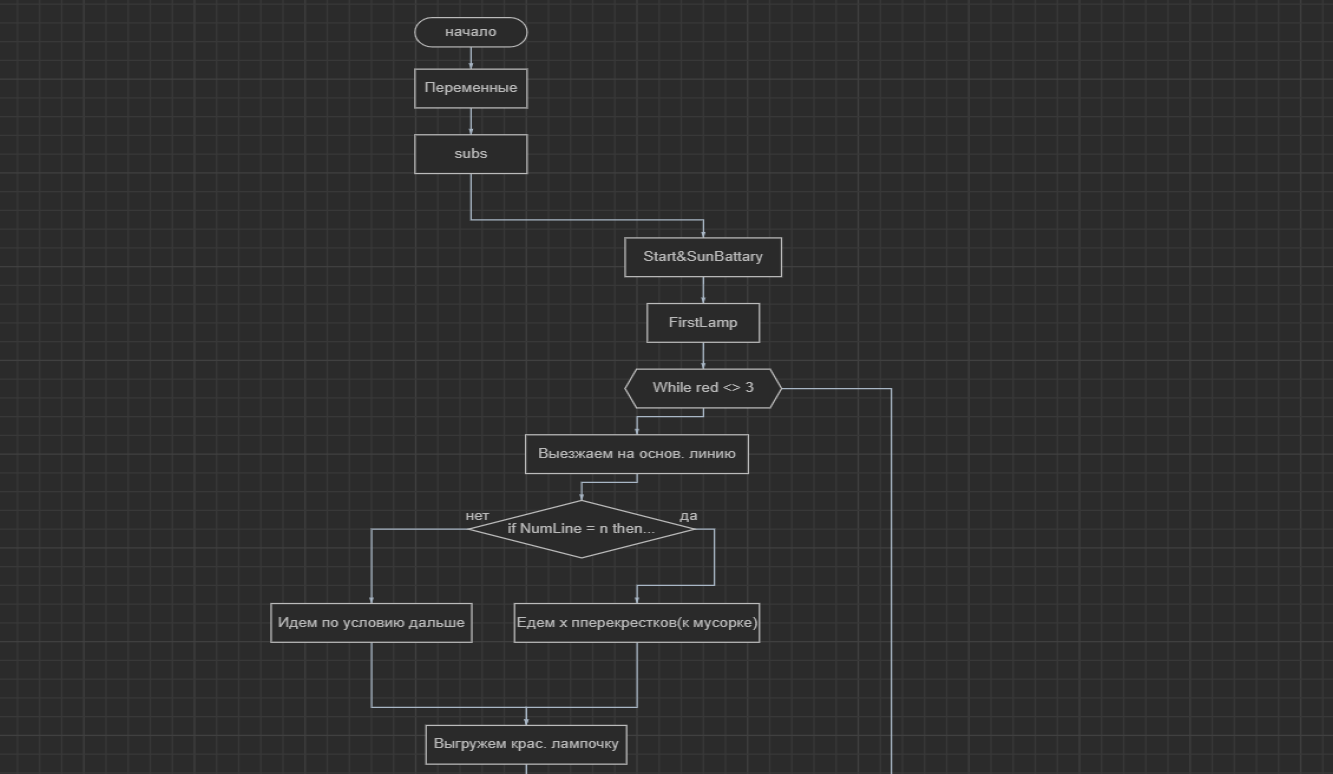 начало
Переменные
subs
Start&SunBattary
FirstLamp
While red <> 3
Выезжаем на основ. линию
нет
да
if NumLine = n then...
Идем по условию дальше
Едем х пперекрестков(к мусорке)
Выгружем крас. лампочку